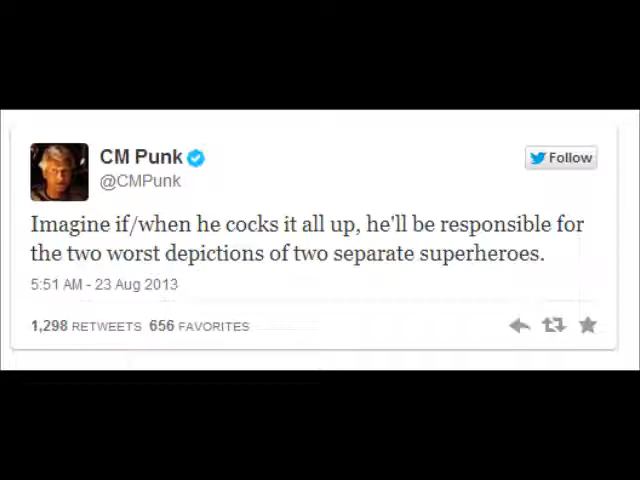 CM Punk
Follow
@CMPunk
Imagine if/when he cocks it all up, he'll be responsible for
the two worst depictions of two separate superheroes.
5:51 AM - 23 Aug 2013
1,298 RETWEETS 656 FAVORITES